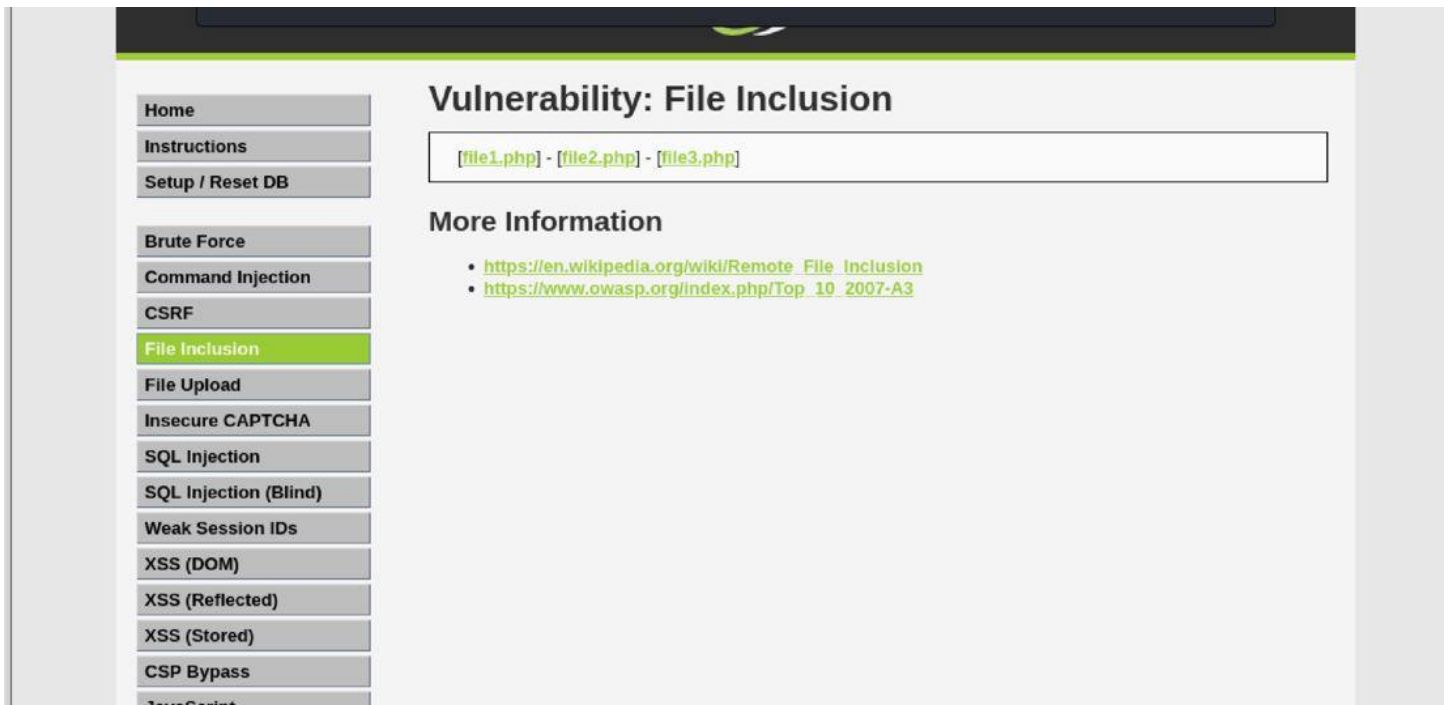 Home
Instructions
Setup / Reset DB
Brute Force
Command Injection
CSRF
File Inclusion
File Upload
Insecure CAPTCHA
SQL Injection
SQL Injection (Blind)
Weak Session IDs
XSS (DOM)
XSS (Reflected)
XSS (Stored)
CSP Bypass
JavaScript
Vulnerability: File Inclusion
[file1.php] - [file2.php] - [file3.php]
More Information
• https://en.wikipedia.org/wiki/Remote_File_Inclusion
• https://www.owasp.org/index.php/Top_10_2007-A3